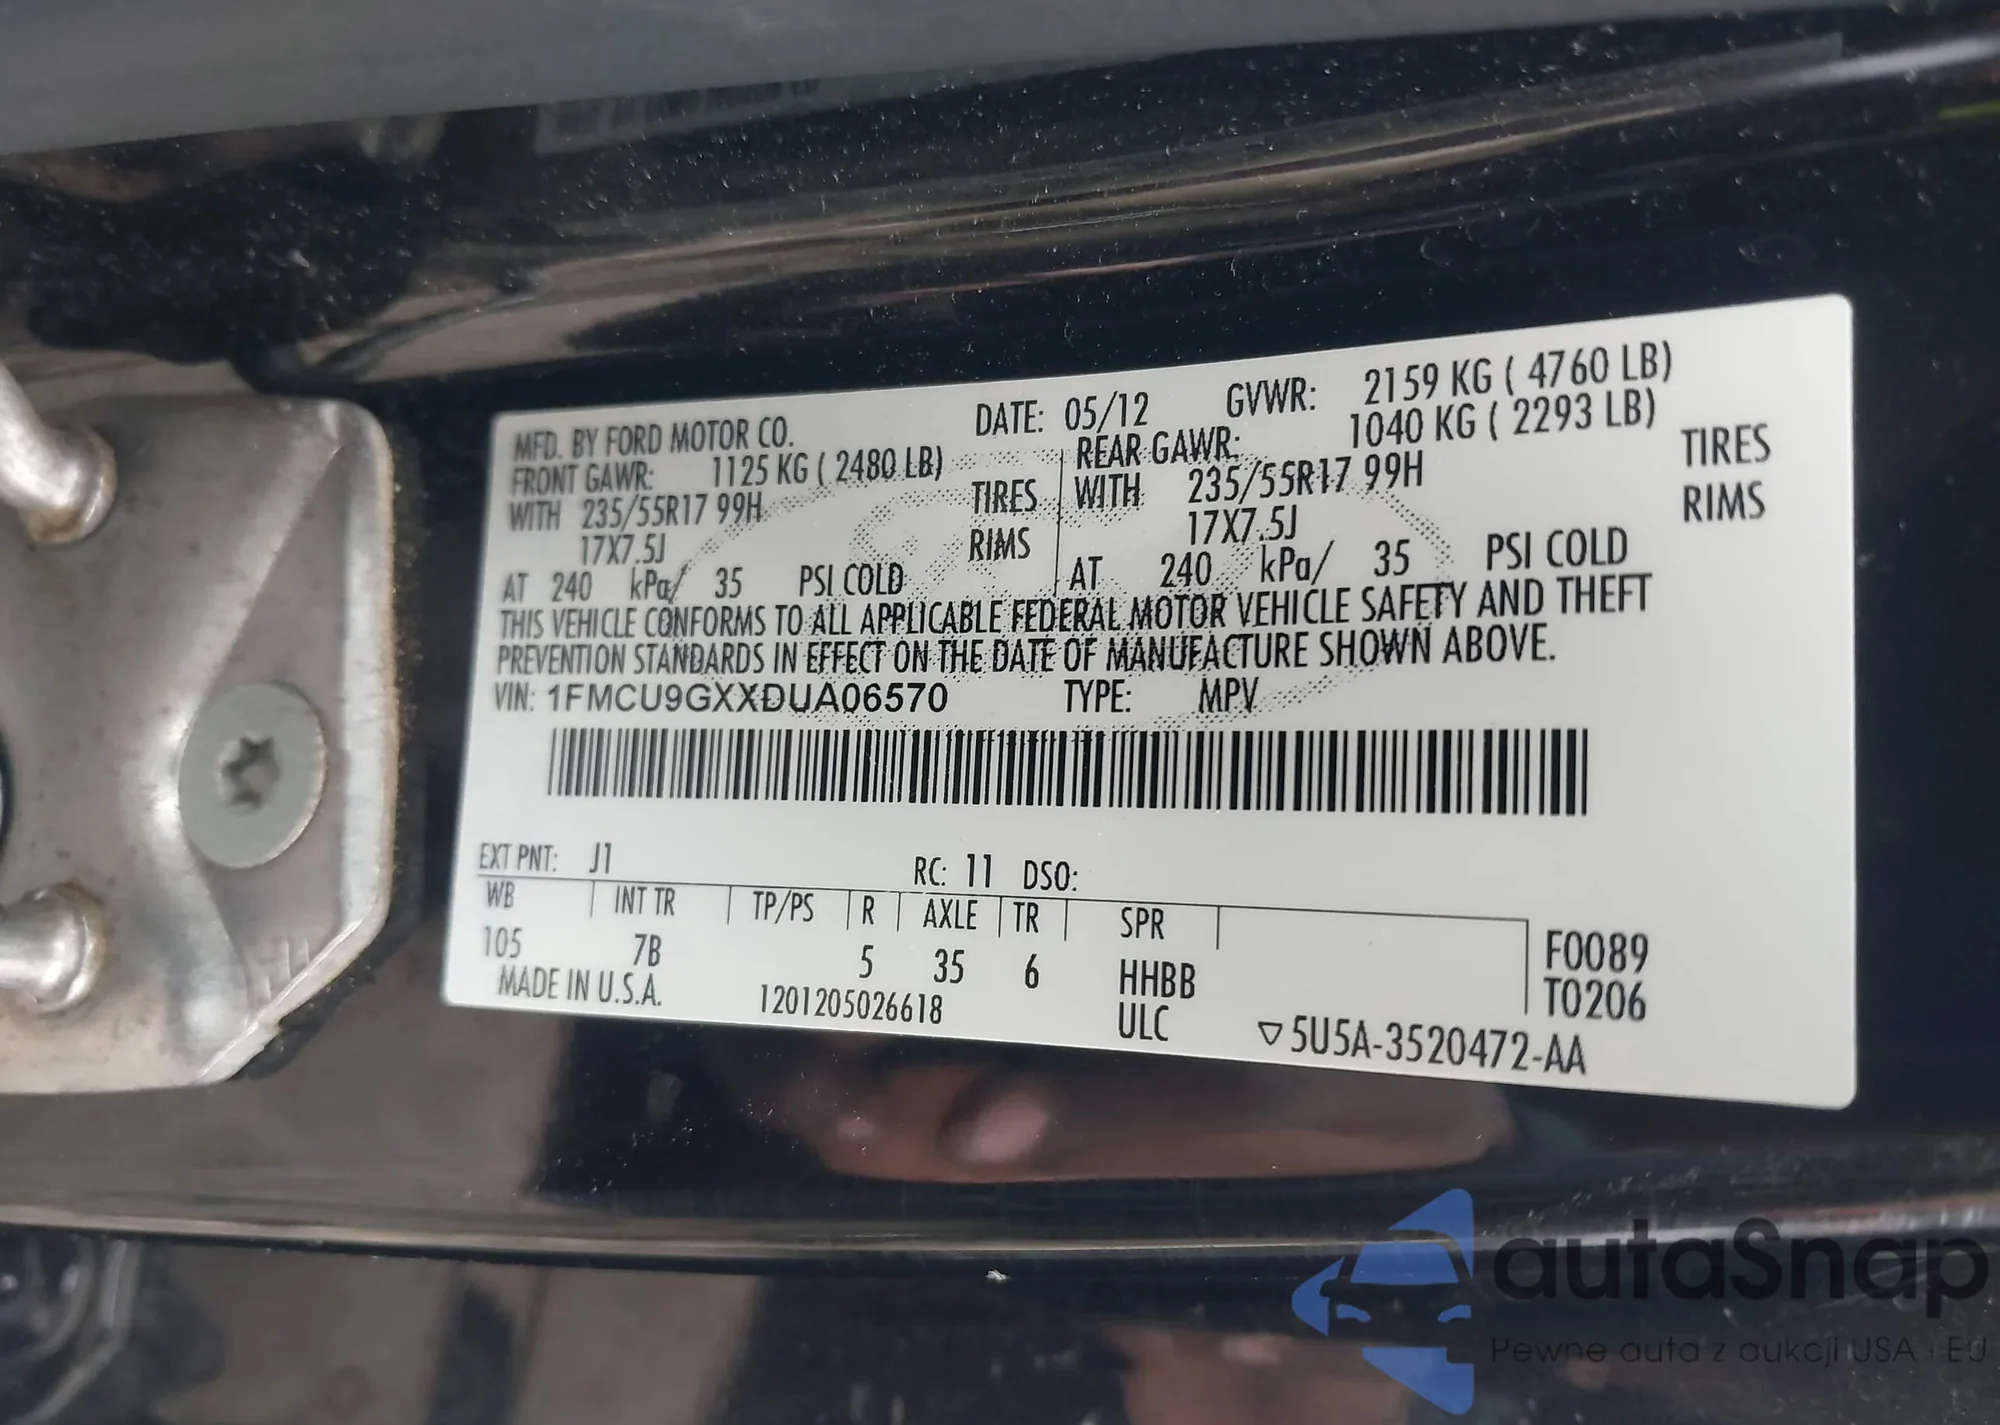 MFD. BY FORD MOTOR CO. DATE: 05/12 GVWR: 2159 KG ( 4760 LB)
FRONT GAWR: 1125 KG ( 2480 LB) REAR GAWR: 1040 KG ( 2293 LB)
WITH 235/55R17 99H TIRES WITH 235/55R17 99H TIRES
17X7.5J RIMS 17X7.5J RIMS
AT 240 kPa/ 35 PSI COLD AT 240 kPa/ 35 PSI COLD
THIS VEHICLE CONFORMS TO ALL APPLICABLE FEDERAL MOTOR VEHICLE SAFETY AND THEFT
PREVENTION STANDARDS IN EFFECT ON THE DATE OF MANUFACTURE SHOWN ABOVE.
VIN: 1FMCU9GXXDUA06570 TYPE: MPV
EXT PNT: J1 RC: 11 DSO:
WB INT TR TP/PS R AXLE TR SPR
105 7B 5 35 6 HHBB F0089
MADE IN U.S.A. 1201205026618 ULC T0206
▽5U5A-3520472-AA
autaSnap
Pewne auta z aukcji USA i EU